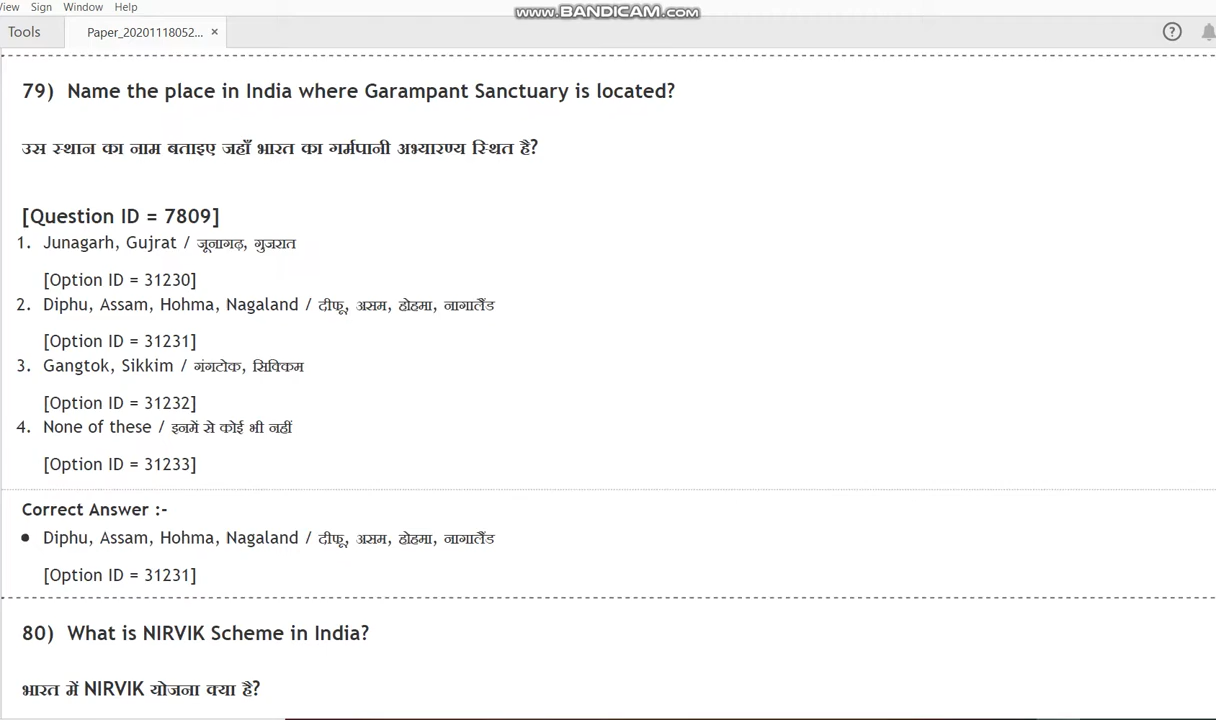 View Sign Window Help
www.BANDICAM.com
Tools Paper_20201118052... ×
?
79) Name the place in India where Garampant Sanctuary is located?
उस स्थान का नाम बताइए जहाँ भारत का गर्मपानी अभ्यारण्य स्थित है?
[Question ID = 7809]
1. Junagarh, Gujrat / जूनागढ़, गुजरात
[Option ID = 31230]
2. Diphu, Assam, Hohma, Nagaland / दीफू, असम, होहमा, नागालैंड
[Option ID = 31231]
3. Gangtok, Sikkim / गंगटोक, सिक्किम
[Option ID = 31232]
4. None of these / इनमें से कोई भी नहीं
[Option ID = 31233]
Correct Answer :-
• Diphu, Assam, Hohma, Nagaland / दीफू, असम, होहमा, नागालैंड
[Option ID = 31231]
80) What is NIRVIK Scheme in India?
भारत में NIRVIK योजना क्या है?